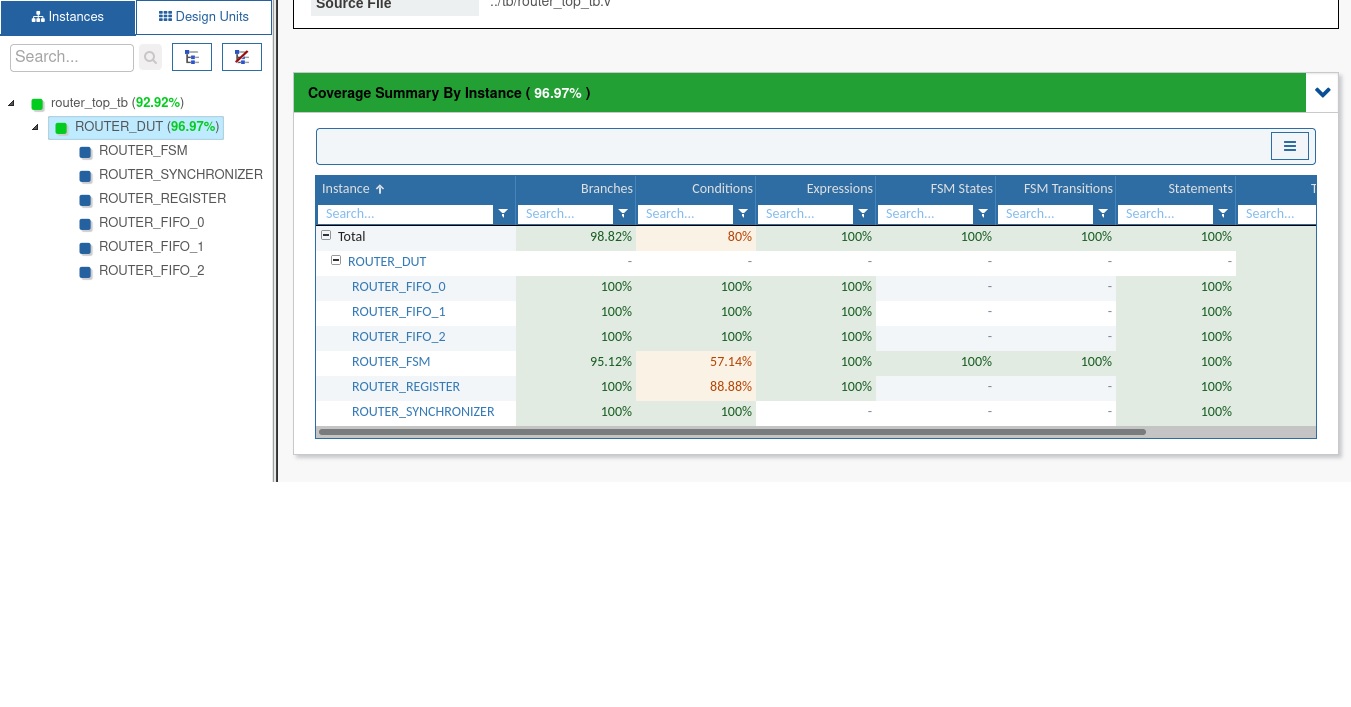 Instances
Design Units
Search...
router_top_tb (92.92%)
ROUTER_DUT (96.97%)
ROUTER_FSM
ROUTER_SYNCHRONIZER
ROUTER_REGISTER
ROUTER_FIFO_0
ROUTER_FIFO_1
ROUTER_FIFO_2
Source File ../tb/router_top_tb.v
Coverage Summary By Instance ( 96.97% )
Instance Branches Conditions Expressions FSM States FSM Transitions Statements T
Search... Search... Search... Search... Search... Search... Search... Search...
Total 98.82% 80% 100% 100% 100% 100%
ROUTER_DUT - - - - - -
ROUTER_FIFO_0 100% 100% 100% - - 100%
ROUTER_FIFO_1 100% 100% 100% - - 100%
ROUTER_FIFO_2 100% 100% 100% - - 100%
ROUTER_FSM 95.12% 57.14% 100% 100% 100% 100%
ROUTER_REGISTER 100% 88.88% 100% - - 100%
ROUTER_SYNCHRONIZER 100% 100% - - - 100%